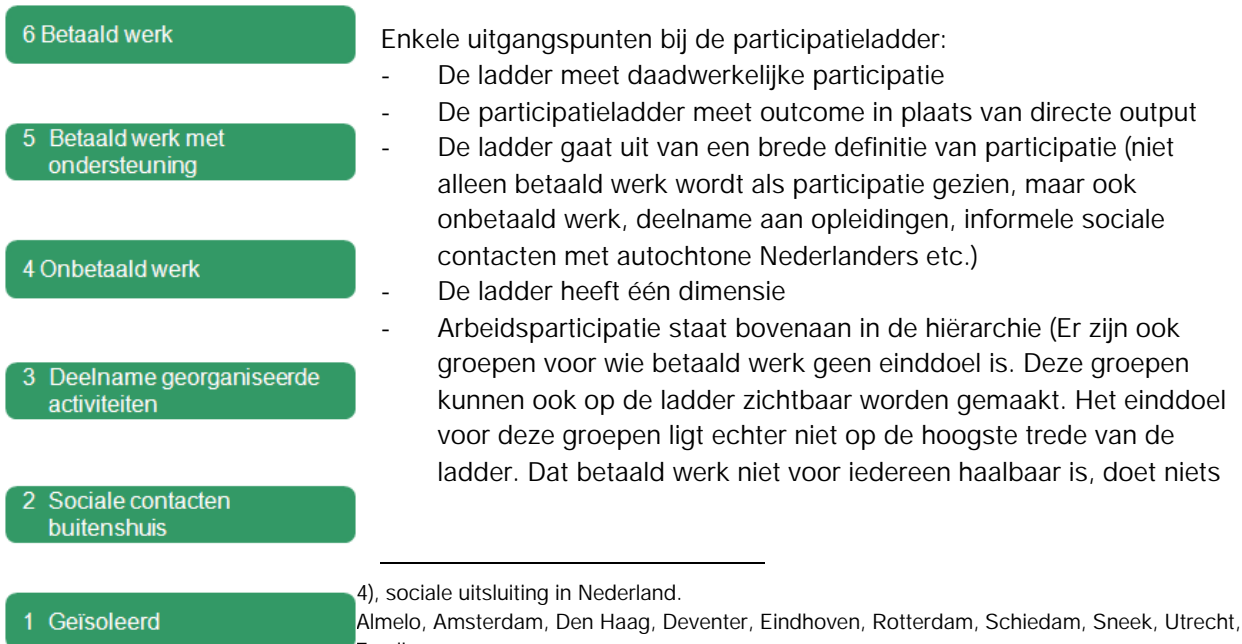 6 Betaald werk
5 Betaald werk met
ondersteuning
4 Onbetaald werk
3 Deelname georganiseerde
activiteiten
2 Sociale contacten
buitenshuis
1 Geïsoleerd
Enkele uitgangspunten bij de participatieladder:
- De ladder meet daadwerkelijke participatie
- De participatieladder meet outcome in plaats van directe output
- De ladder gaat uit van een brede definitie van participatie (niet
alleen betaald werk wordt als participatie gezien, maar ook
onbetaald werk, deelname aan opleidingen, informele sociale
contacten met autochtone Nederlanders etc.)
- De ladder heeft één dimensie
- Arbeidsparticipatie staat bovenaan in de hiërarchie (Er zijn ook
groepen voor wie betaald werk geen einddoel is. Deze groepen
kunnen ook op de ladder zichtbaar worden gemaakt. Het einddoel
voor deze groepen ligt echter niet op de hoogste trede van de
ladder. Dat betaald werk niet voor iedereen haalbaar is, doet niets
4), sociale uitsluiting in Nederland.
Almelo, Amsterdam, Den Haag, Deventer, Eindhoven, Rotterdam, Schiedam, Sneek, Utrecht,